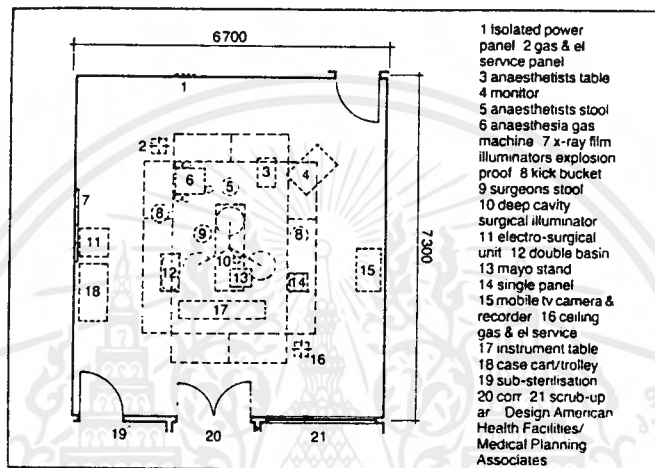 6700
1
2
3
4
5
6
7
7300
8
8
9
10
11
12
13
14
15
17
18
16
19
20
21
1 isolated power
panel 2 gas & el
service panel
3 anaesthetists table
4 monitor
5 anaesthetists stool
6 anaesthesia gas
machine 7 x-ray film
illuminators explosion
proof 8 kick bucket
9 surgeons stool
10 deep cavity
surgical illuminator
11 electro-surgical
unit 12 double basin
13 mayo stand
14 single panel
15 mobile tv camera &
recorder 16 ceiling
gas & el service
17 instrument table
18 case cart/trolley
19 sub-sterilisation
20 corr 21 scrub-up
ar Design American
Health Facilities/
Medical Planning
Associates